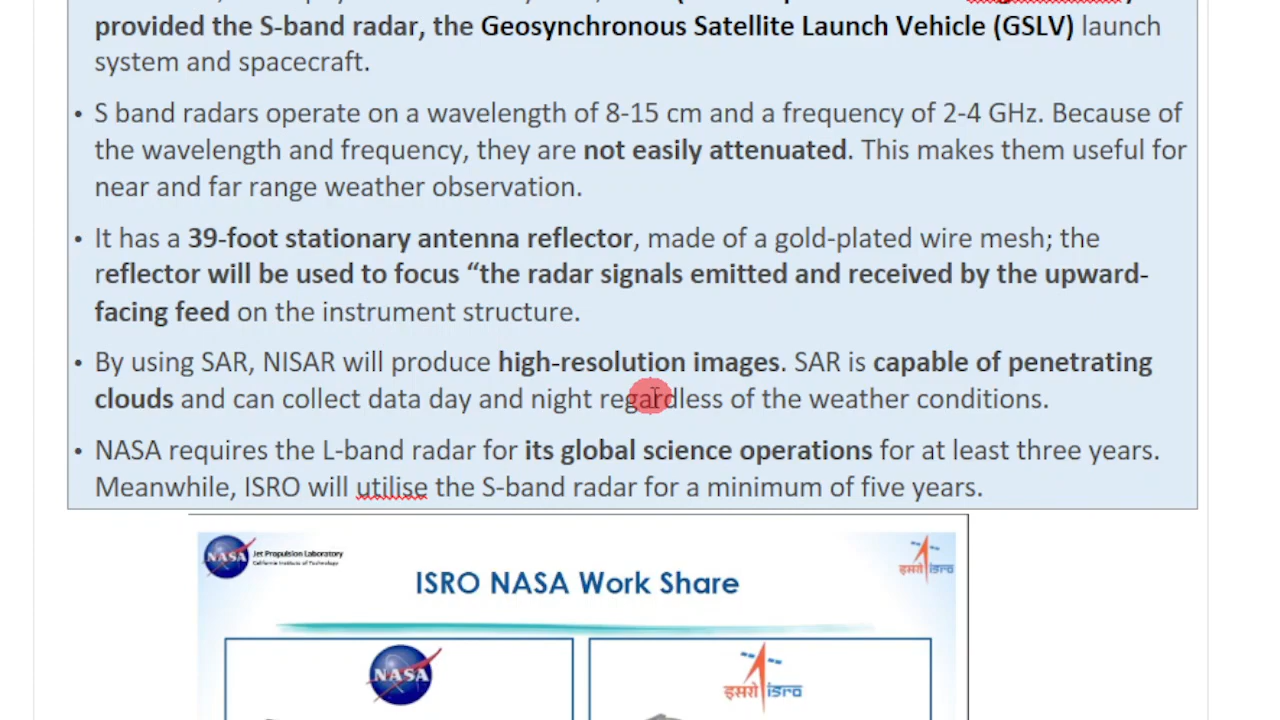 provided the S-band radar, the Geosynchronous Satellite Launch Vehicle (GSLV) launch
system and spacecraft.
• S band radars operate on a wavelength of 8-15 cm and a frequency of 2-4 GHz. Because of
the wavelength and frequency, they are not easily attenuated. This makes them useful for
near and far range weather observation.
• It has a 39-foot stationary antenna reflector, made of a gold-plated wire mesh; the
reflector will be used to focus “the radar signals emitted and received by the upward-
facing feed on the instrument structure.
• By using SAR, NISAR will produce high-resolution images. SAR is capable of penetrating
clouds and can collect data day and night regardless of the weather conditions.
• NASA requires the L-band radar for its global science operations for at least three years.
Meanwhile, ISRO will utilise the S-band radar for a minimum of five years.
NASA Jet Propulsion Laboratory
California Institute of Technology
इसरो isro
ISRO NASA Work Share
NASA
इसरो isro